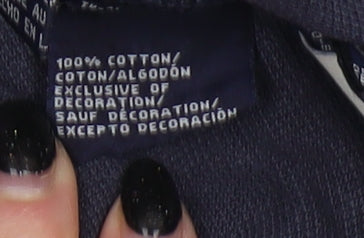 100% COTTON/
COTON/ALGODÓN
EXCLUSIVE OF
DECORATION/
SAUF DÉCORATION/
EXCEPTO DECORACIÓN